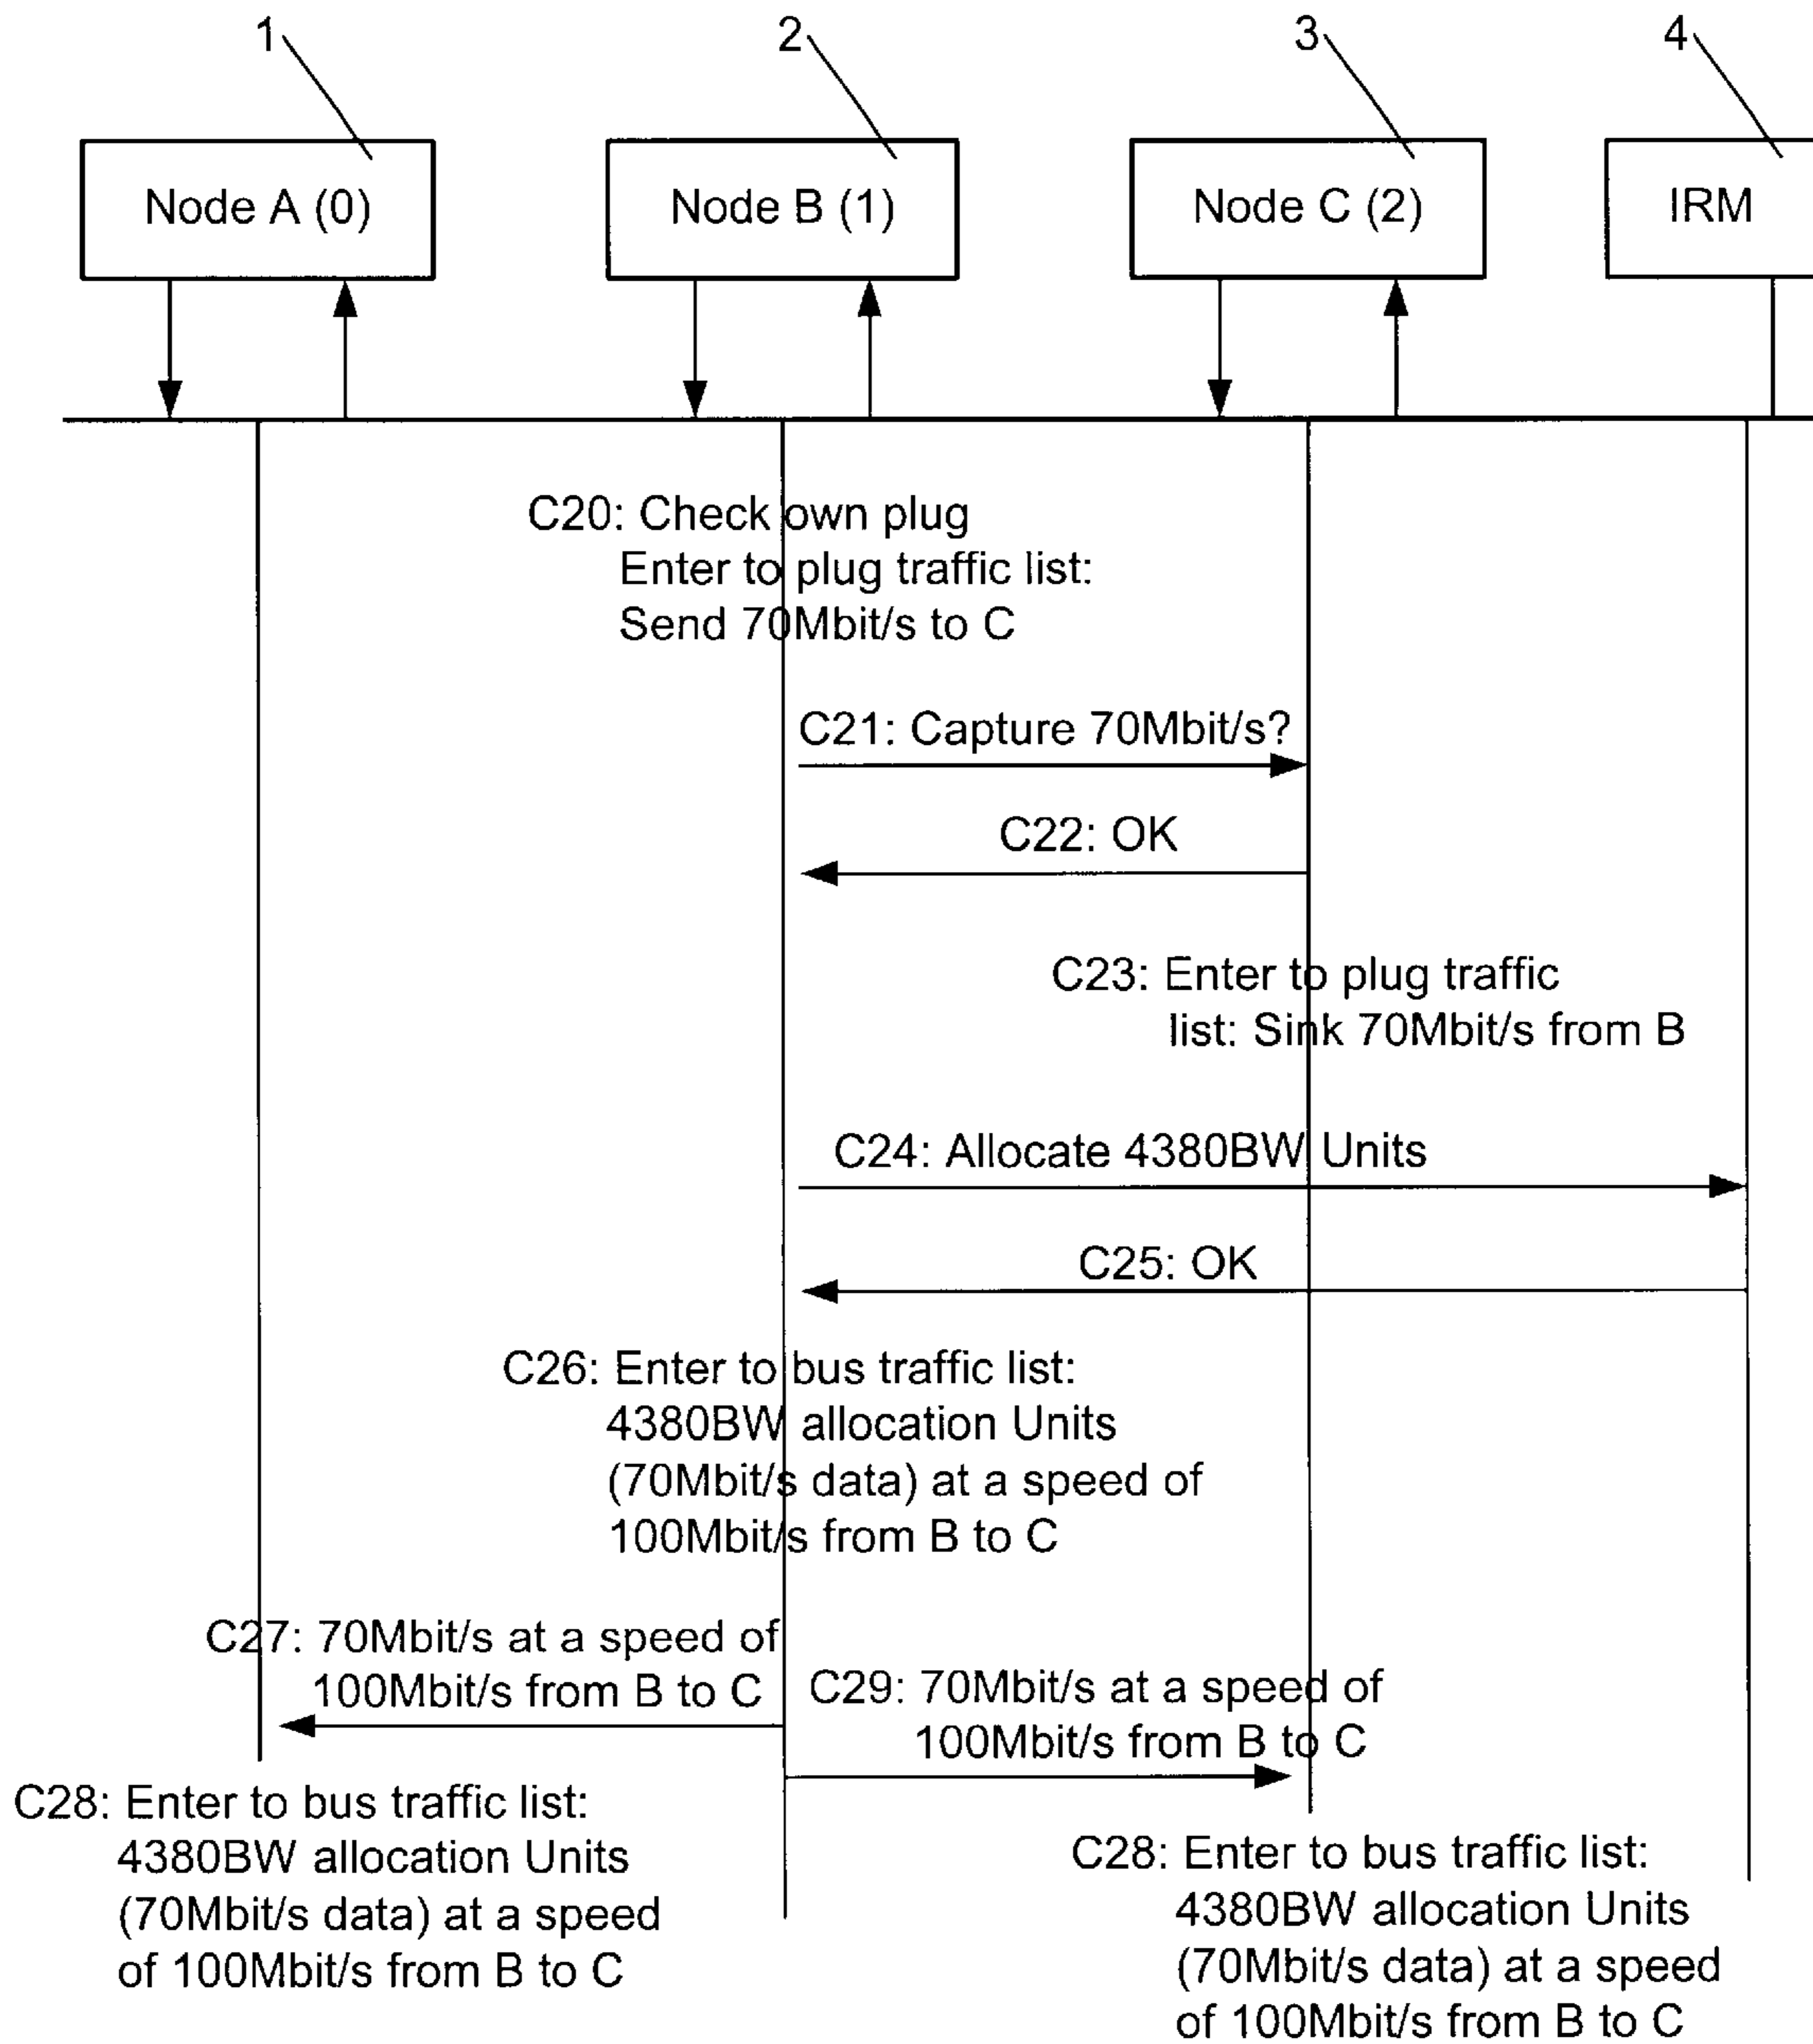 1
2
3
4
Node A (0)
Node B (1)
Node C (2)
IRM
C20: Check own plug
Enter to plug traffic list:
Send 70Mbit/s to C
C21: Capture 70Mbit/s?
C22: OK
C23: Enter to plug traffic
list: Sink 70Mbit/s from B
C24: Allocate 4380BW Units
C25: OK
C26: Enter to bus traffic list:
4380BW allocation Units
(70Mbit/s data) at a speed of
100Mbit/s from B to C
C27: 70Mbit/s at a speed of
100Mbit/s from B to C
C29: 70Mbit/s at a speed of
100Mbit/s from B to C
C28: Enter to bus traffic list:
4380BW allocation Units
(70Mbit/s data) at a speed
of 100Mbit/s from B to C
C28: Enter to bus traffic list:
4380BW allocation Units
(70Mbit/s data) at a speed
of 100Mbit/s from B to C